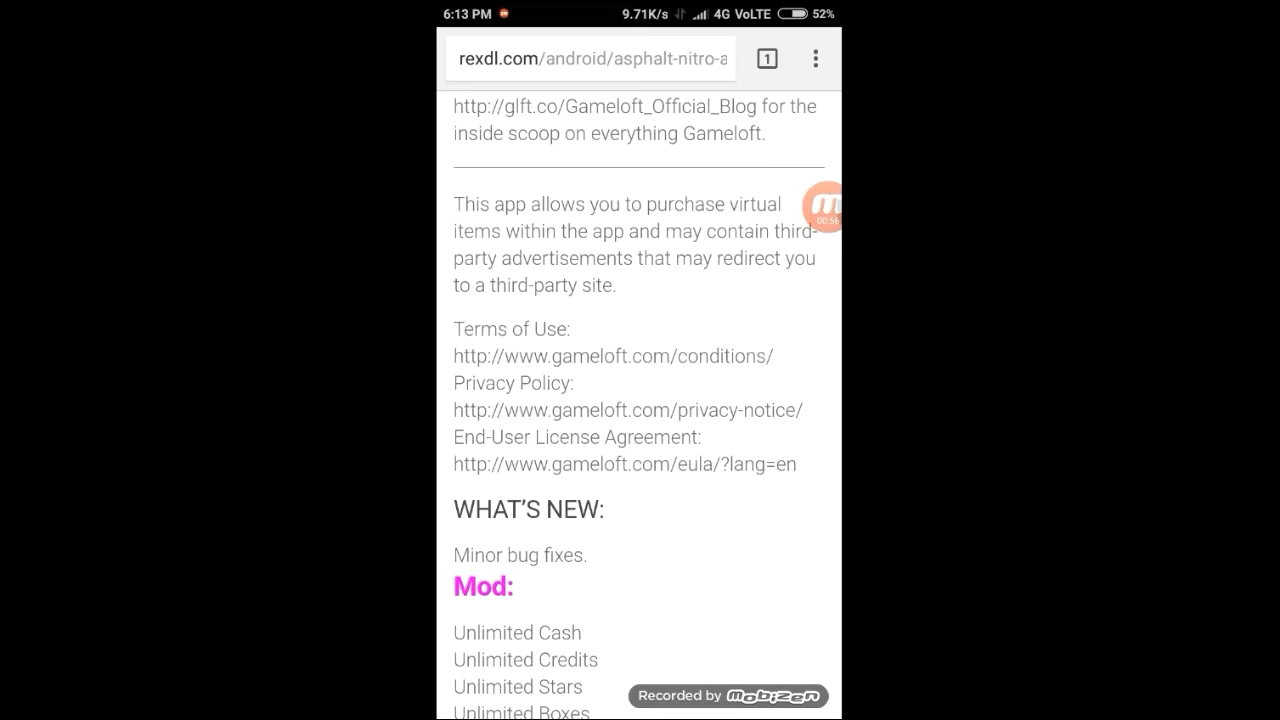 6:13 PM 9.71K/s 4G VoLTE 52%
rexdl.com/android/asphalt-nitro-a
1
http://glft.co/Gameloft_Official_Blog for the
inside scoop on everything Gameloft.
This app allows you to purchase virtual
items within the app and may contain third-
party advertisements that may redirect you
to a third-party site.
00:56
Terms of Use:
http://www.gameloft.com/conditions/
Privacy Policy:
http://www.gameloft.com/privacy-notice/
End-User License Agreement:
http://www.gameloft.com/eula/?lang=en
WHAT'S NEW:
Minor bug fixes.
Mod:
Unlimited Cash
Unlimited Credits
Unlimited Stars
Unlimited Boxes
Recorded by Mobizen